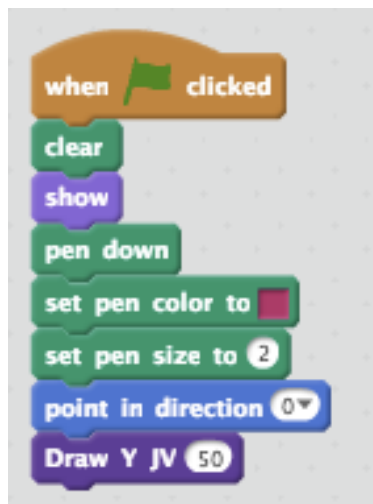 when clicked
clear
show
pen down
set pen color to
set pen size to 2
point in direction 0
Draw Y JV 50